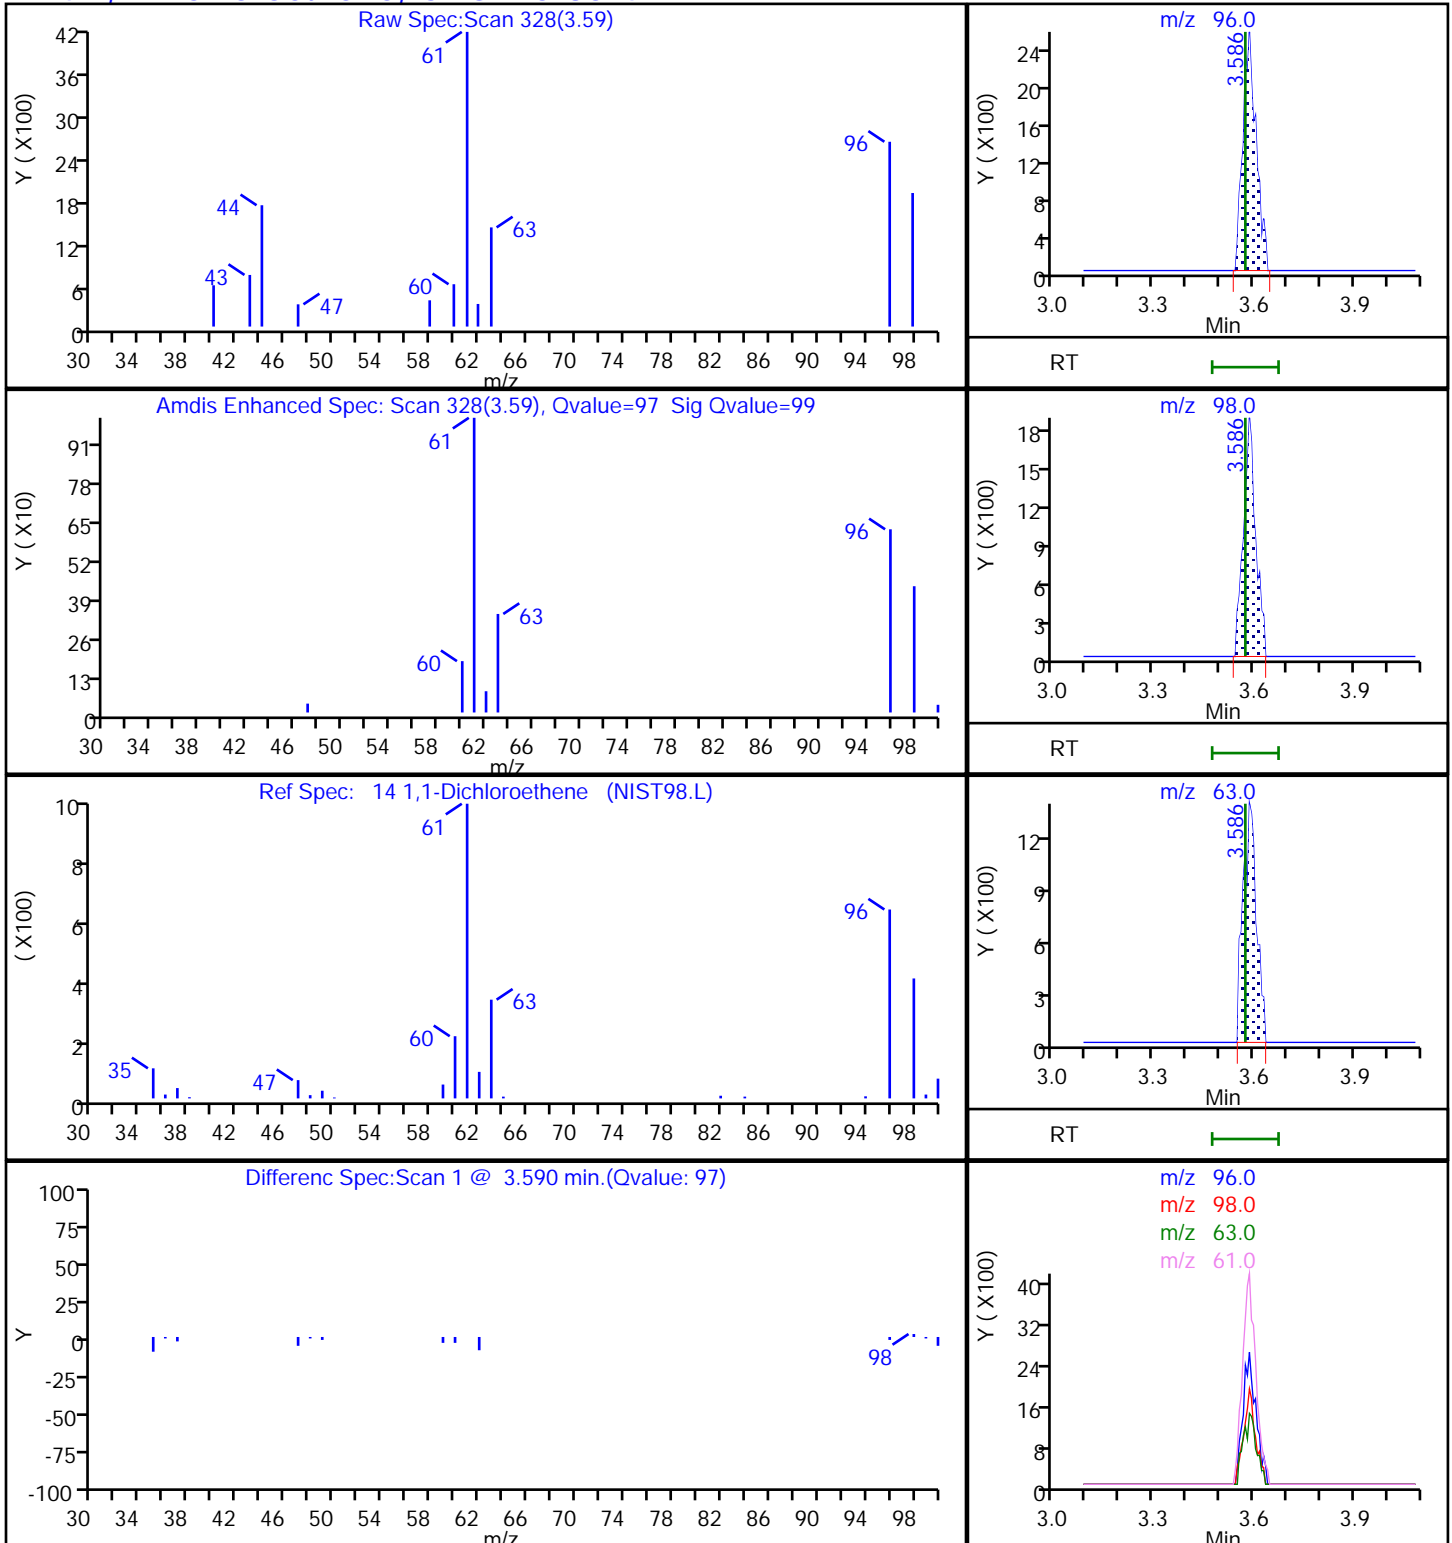 Raw Spec:Scan 328(3.59)
42
36
30
24
18
12
6
0
Y ( X100)
61
96
44
63
43
60
47
30 34 38 42 46 50 54 58 62 66 70 74 78 82 86 90 94 98
m/z
m/z 96.0
24
20
16
12
8
4
0
Y ( X100)
3.586
3.0 3.3 3.6 3.9
Min
RT
Amdis Enhanced Spec: Scan 328(3.59), Qvalue=97 Sig Qvalue=99
91
78
65
52
39
26
13
0
Y ( X10)
61
96
63
60
30 34 38 42 46 50 54 58 62 66 70 74 78 82 86 90 94 98
m/z
m/z 98.0
18
15
12
9
6
3
0
Y ( X100)
3.586
3.0 3.3 3.6 3.9
Min
RT
Ref Spec: 14 1,1-Dichloroethene (NIST98.L)
10
8
6
4
2
0
( X100)
61
96
63
60
35
47
30 34 38 42 46 50 54 58 62 66 70 74 78 82 86 90 94 98
m/z 63.0
12
9
6
3
0
Y ( X100)
3.586
3.0 3.3 3.6 3.9
Min
RT
Differenc Spec:Scan 1 @ 3.590 min.(Qvalue: 97)
100
75
50
25
0
-25
-50
-75
-100
Y
98
30 34 38 42 46 50 54 58 62 66 70 74 78 82 86 90 94 98
m/z
m/z 96.0
m/z 98.0
m/z 63.0
m/z 61.0
40
32
24
16
8
0
Y ( X100)
3.0 3.3 3.6 3.9
Min